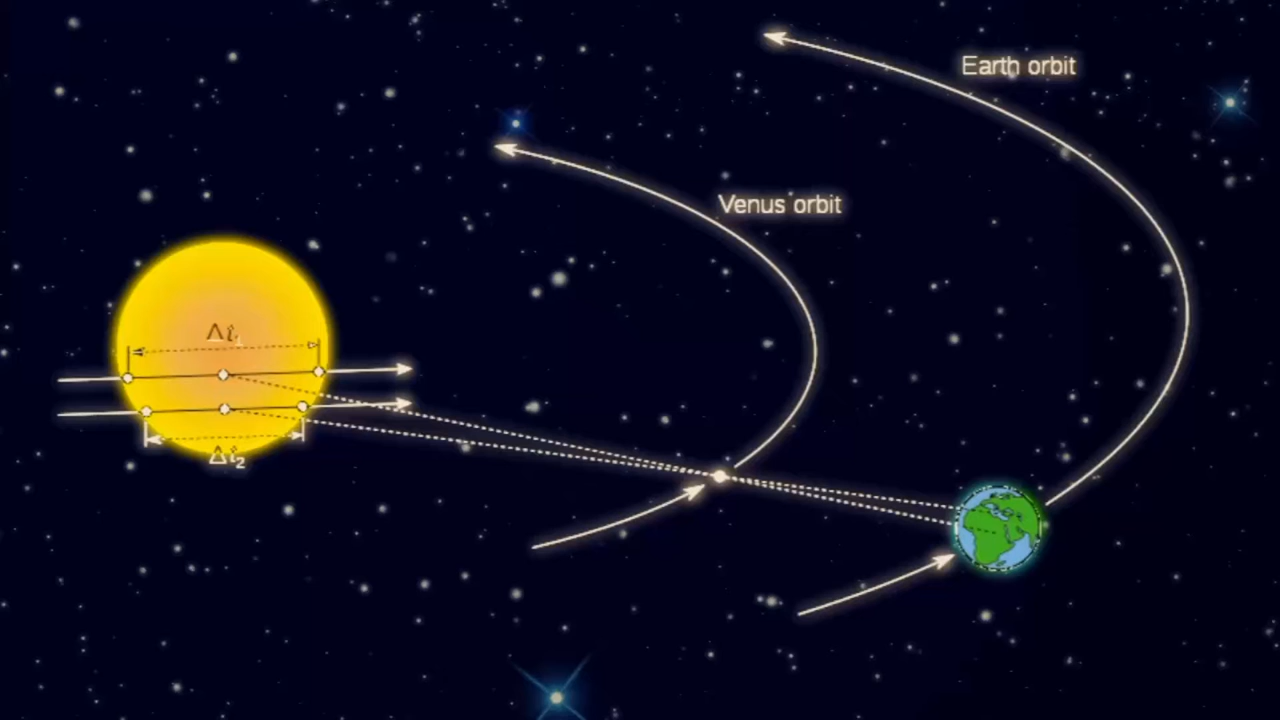 Earth orbit
Venus orbit
Δt₁
Δt₂